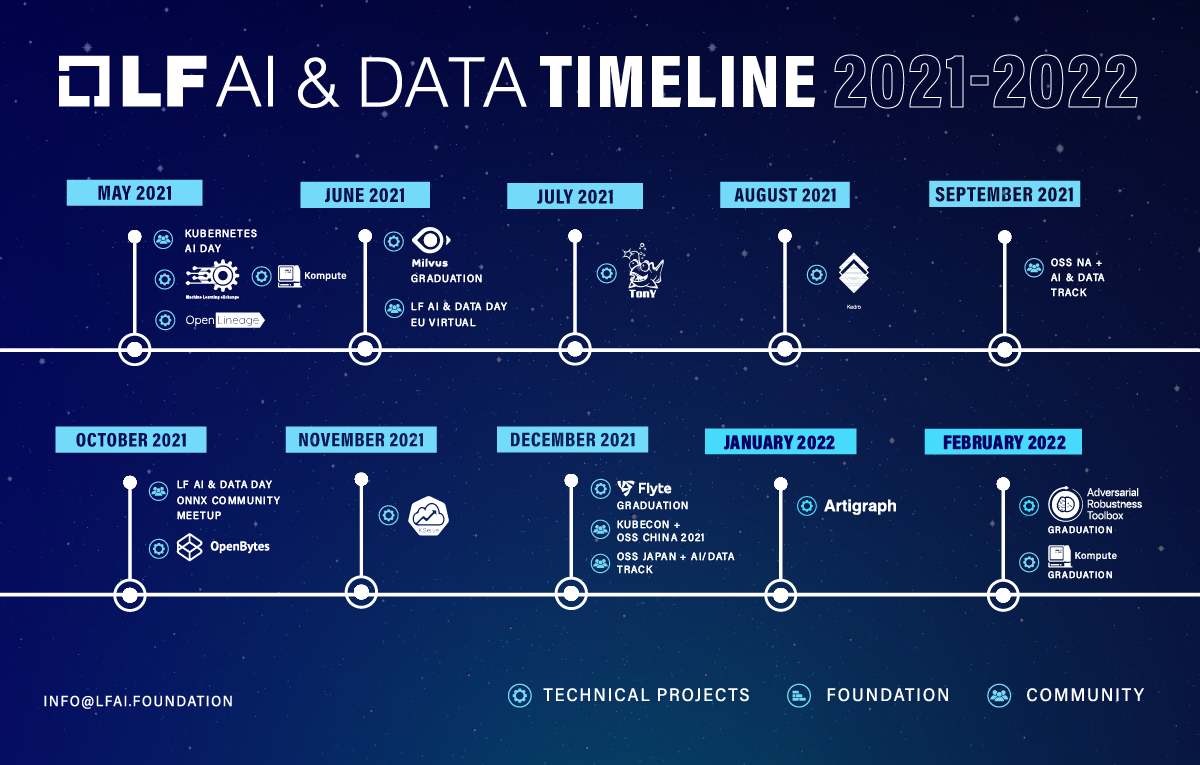 LF AI & DATA TIMELINE 2021-2022
MAY 2021
KUBERNETES
AI DAY
Machine Learning eXchange
Kompute
OpenLineage
JUNE 2021
Milvus
GRADUATION
LF AI & DATA DAY
EU VIRTUAL
JULY 2021
TonY
AUGUST 2021
Kedro
SEPTEMBER 2021
OSS NA +
AI & DATA
TRACK
OCTOBER 2021
LF AI & DATA DAY
ONNX COMMUNITY
MEETUP
OpenBytes
NOVEMBER 2021
KServe
DECEMBER 2021
Flyte
GRADUATION
KUBECON +
OSS CHINA 2021
OSS JAPAN + AI/DATA
TRACK
JANUARY 2022
Artigraph
FEBRUARY 2022
Adversarial
Robustness
Toolbox
GRADUATION
Kompute
GRADUATION
INFO@LFAI.FOUNDATION
TECHNICAL PROJECTS
FOUNDATION
COMMUNITY